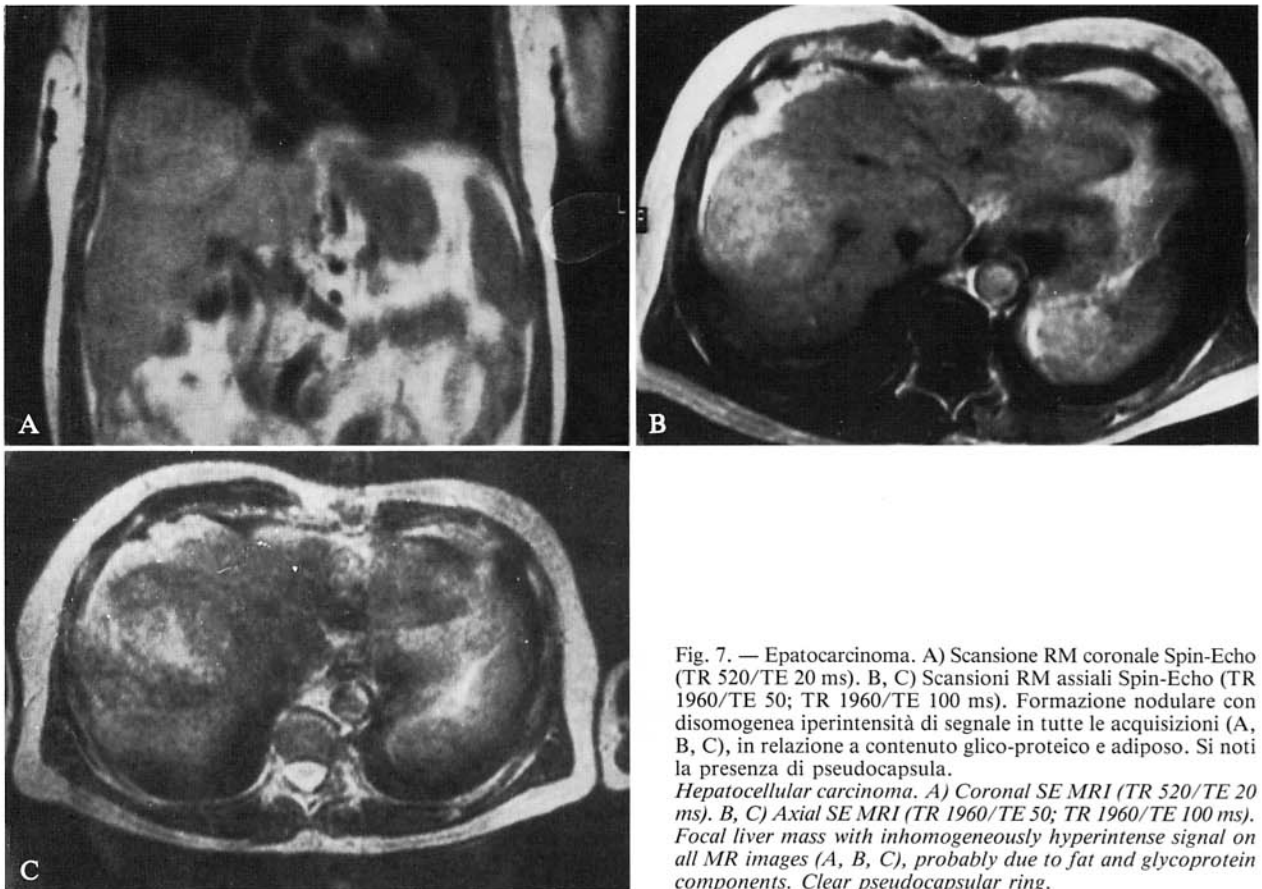 A
B
C
Fig. 7. — Epatocarcinoma. A) Scansione RM coronale Spin-Echo
(TR 520/TE 20 ms). B, C) Scansioni RM assiali Spin-Echo (TR
1960/TE 50; TR 1960/TE 100 ms). Formazione nodulare con
disomogenea iperintensità di segnale in tutte le acquisizioni (A,
B, C), in relazione a contenuto glico-proteico e adiposo. Si noti
la presenza di pseudocapsula.
Hepatocellular carcinoma. A) Coronal SE MRI (TR 520/TE 20
ms). B, C) Axial SE MRI (TR 1960/TE 50; TR 1960/TE 100 ms).
Focal liver mass with inhomogeneously hyperintense signal on
all MR images (A, B, C), probably due to fat and glycoprotein
components. Clear pseudocapsular ring.